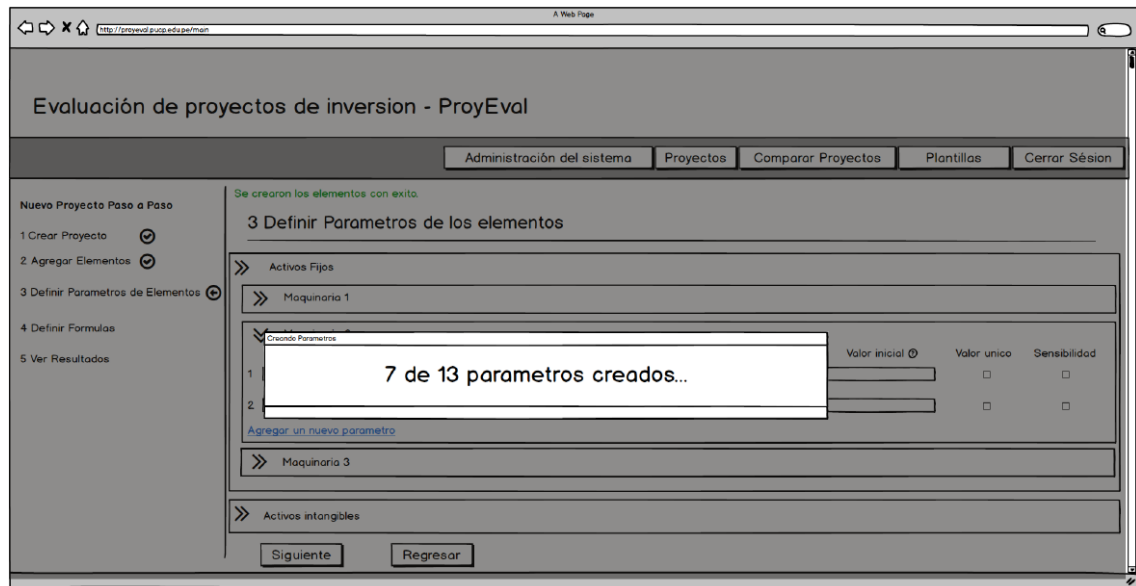 A Web Page
http://proyeval.pucp.edu.pe/main
Evaluación de proyectos de inversion - ProyEval
Administración del sistema Proyectos Comparar Proyectos Plantillas Cerrar Sésion
Nuevo Proyecto Paso a Paso
1 Crear Proyecto
2 Agregar Elementos
3 Definir Parametros de Elementos
4 Definir Formulas
5 Ver Resultados
Se crearon los elementos con exito.
3 Definir Parametros de los elementos
Activos Fijos
Maquinaria 1
Creando Parametros
7 de 13 parametros creados...
Valor inicial Valor unico Sensibilidad
1
2
Agregar un nuevo parametro
Maquinaria 3
Activos intangibles
Siguiente Regresar